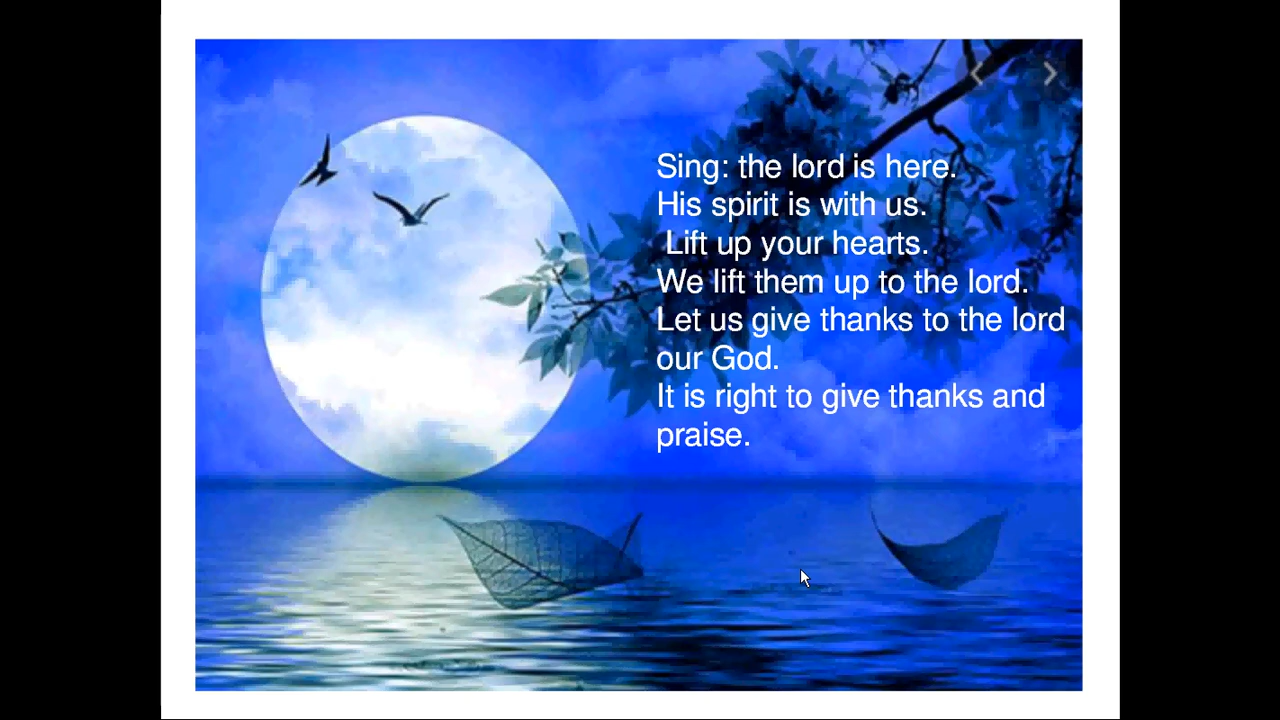 Sing: the lord is here.
His spirit is with us.
Lift up your hearts.
We lift them up to the lord.
Let us give thanks to the lord
our God.
It is right to give thanks and
praise.